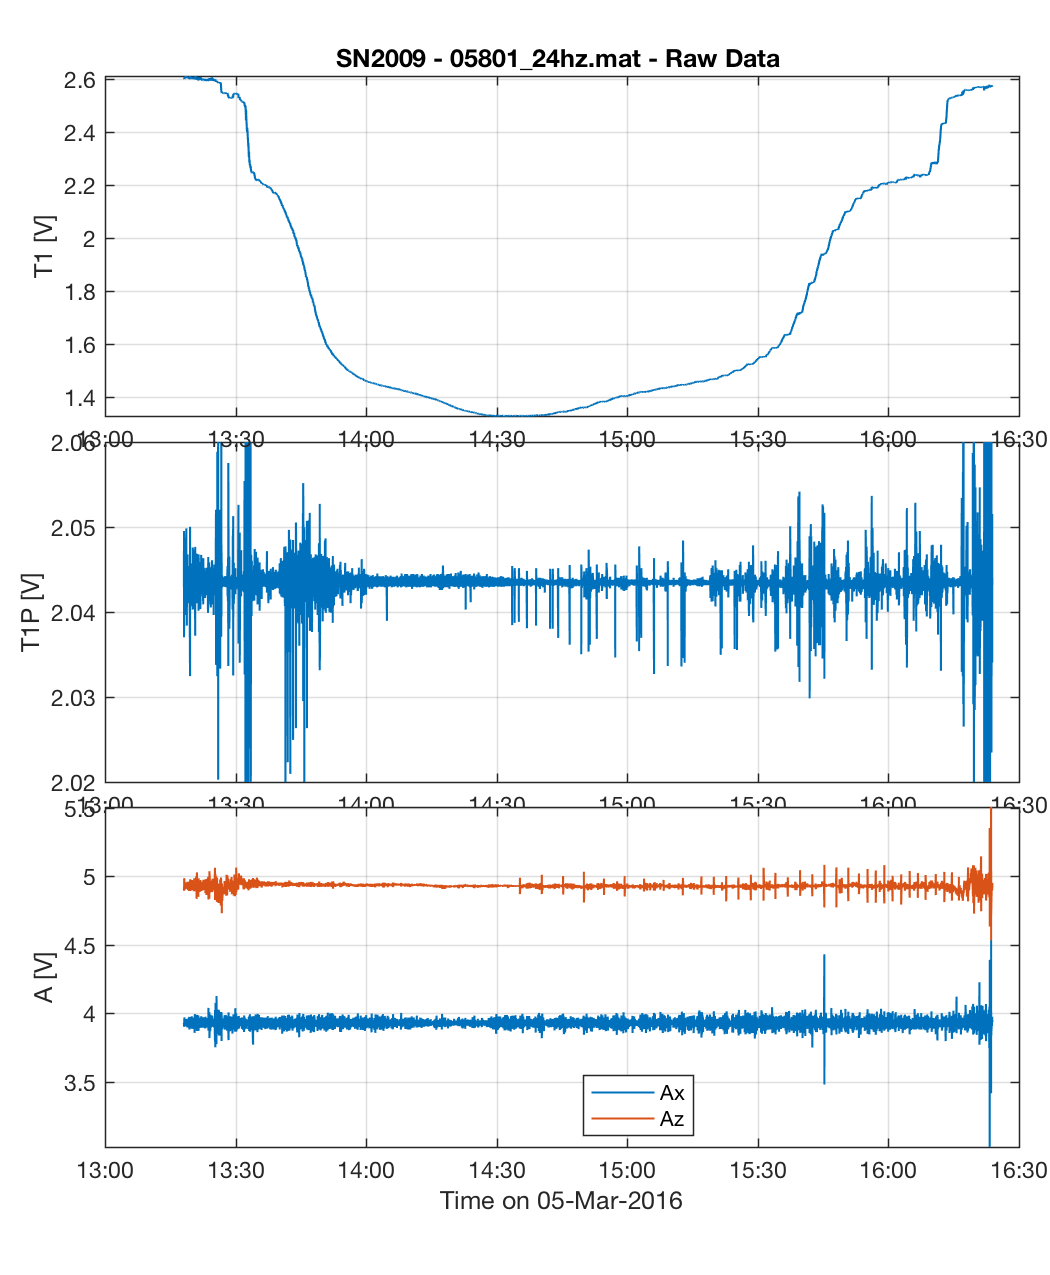 SN2009 - 05801_24hz.mat - Raw Data
2.6
2.4
2.2
2
1.8
1.6
1.4
T1 [V]
13:00 13:30 14:00 14:30 15:00 15:30 16:00 16:30
2.06
2.05
2.04
2.03
2.02
T1P [V]
13:00 13:30 14:00 14:30 15:00 15:30 16:00 16:30
5.5
5
4.5
4
3.5
A [V]
Ax
Az
13:00 13:30 14:00 14:30 15:00 15:30 16:00 16:30
Time on 05-Mar-2016